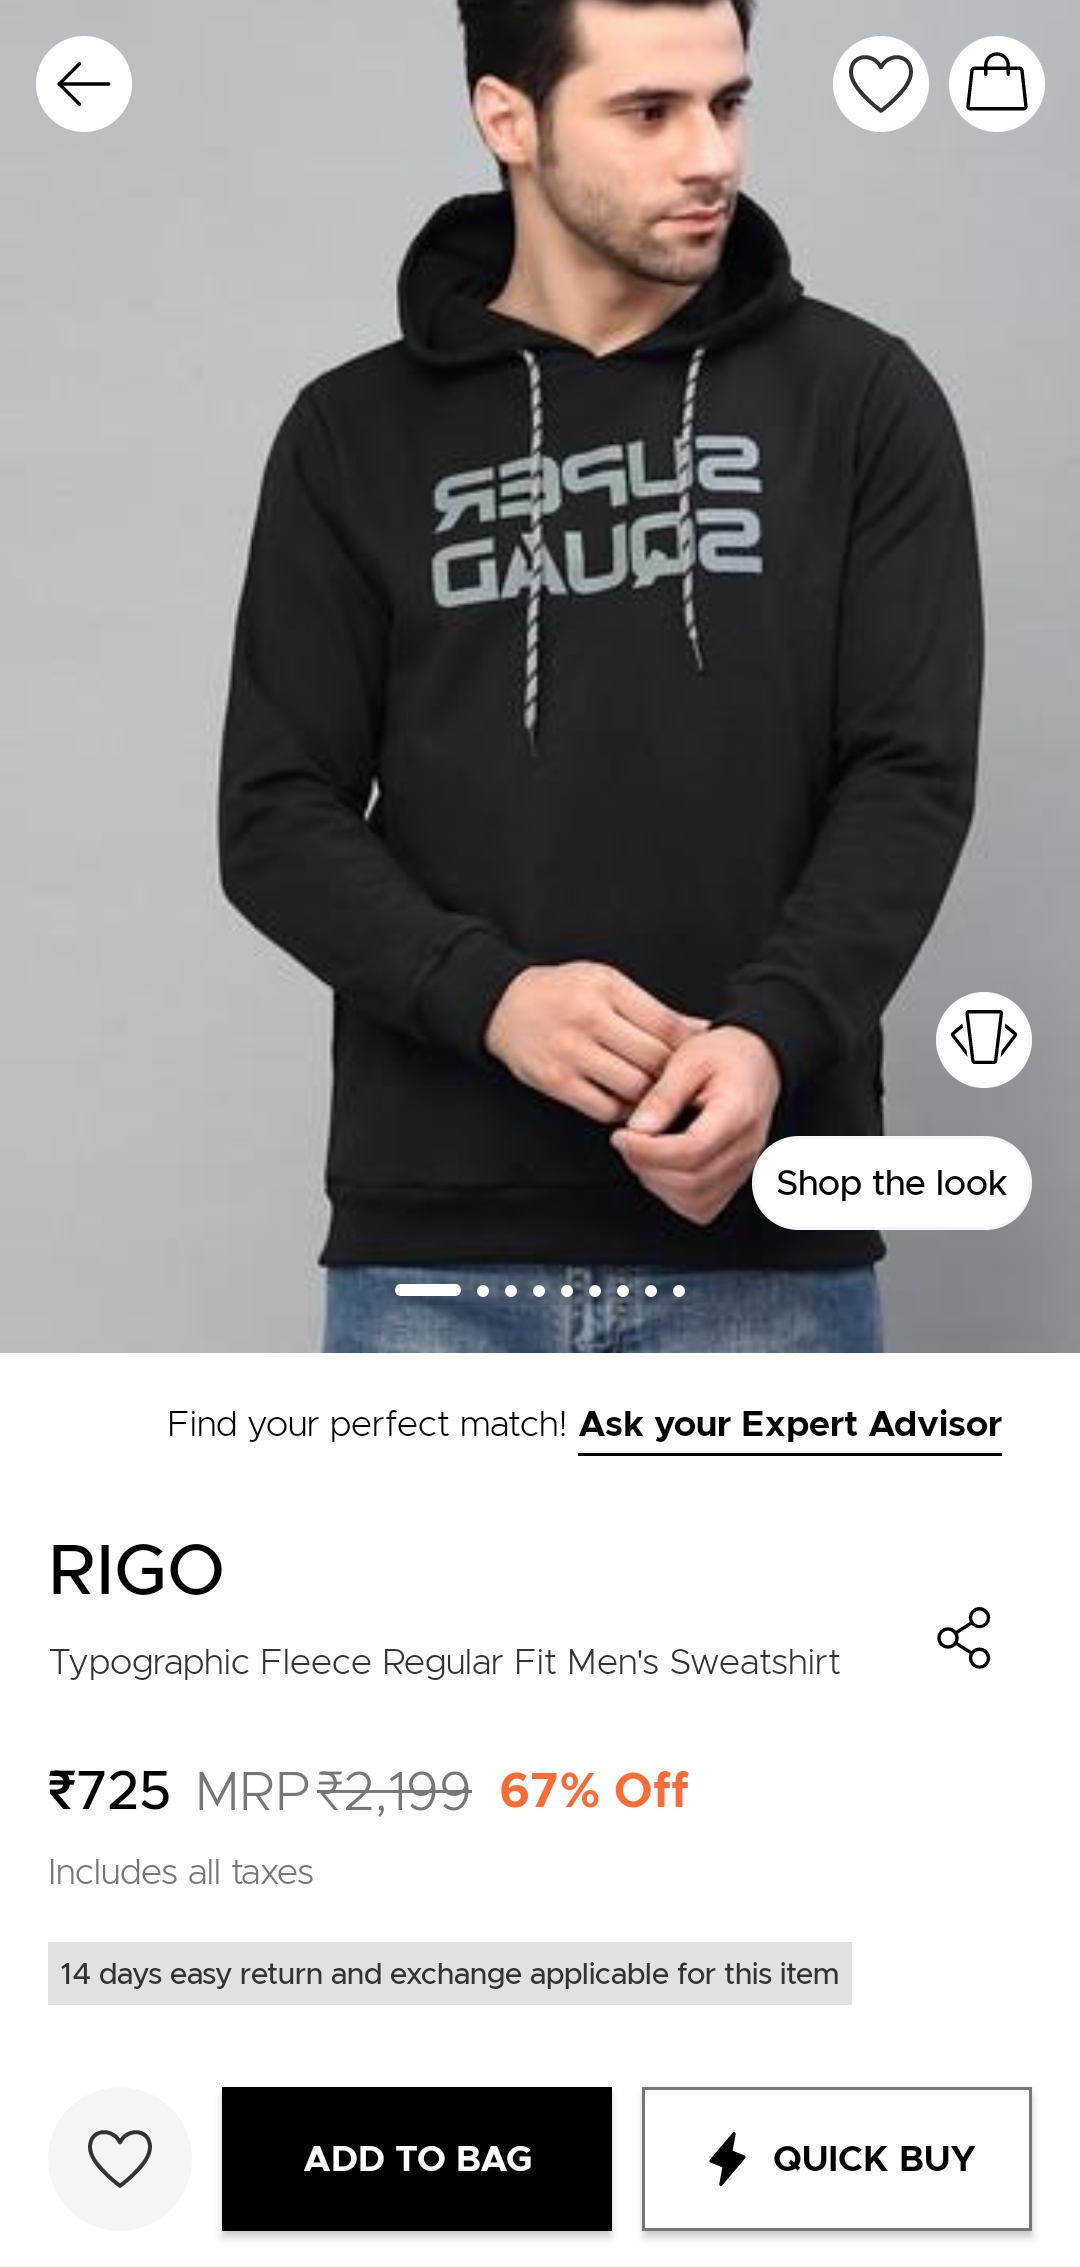 SUPER
SQUAD
Shop the look
Find your perfect match! Ask your Expert Advisor
RIGO
Typographic Fleece Regular Fit Men's Sweatshirt
₹725 MRP ₹2,199 67% Off
Includes all taxes
14 days easy return and exchange applicable for this item
ADD TO BAG
QUICK BUY